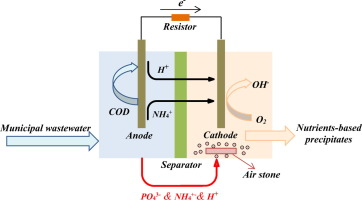 e-
Resistor
H+
OH-
COD
NH4+
O2
Municipal wastewater
Anode
Cathode
Nutrients-based
precipitates
Separator
Air stone
PO43- & NH4+ & H+